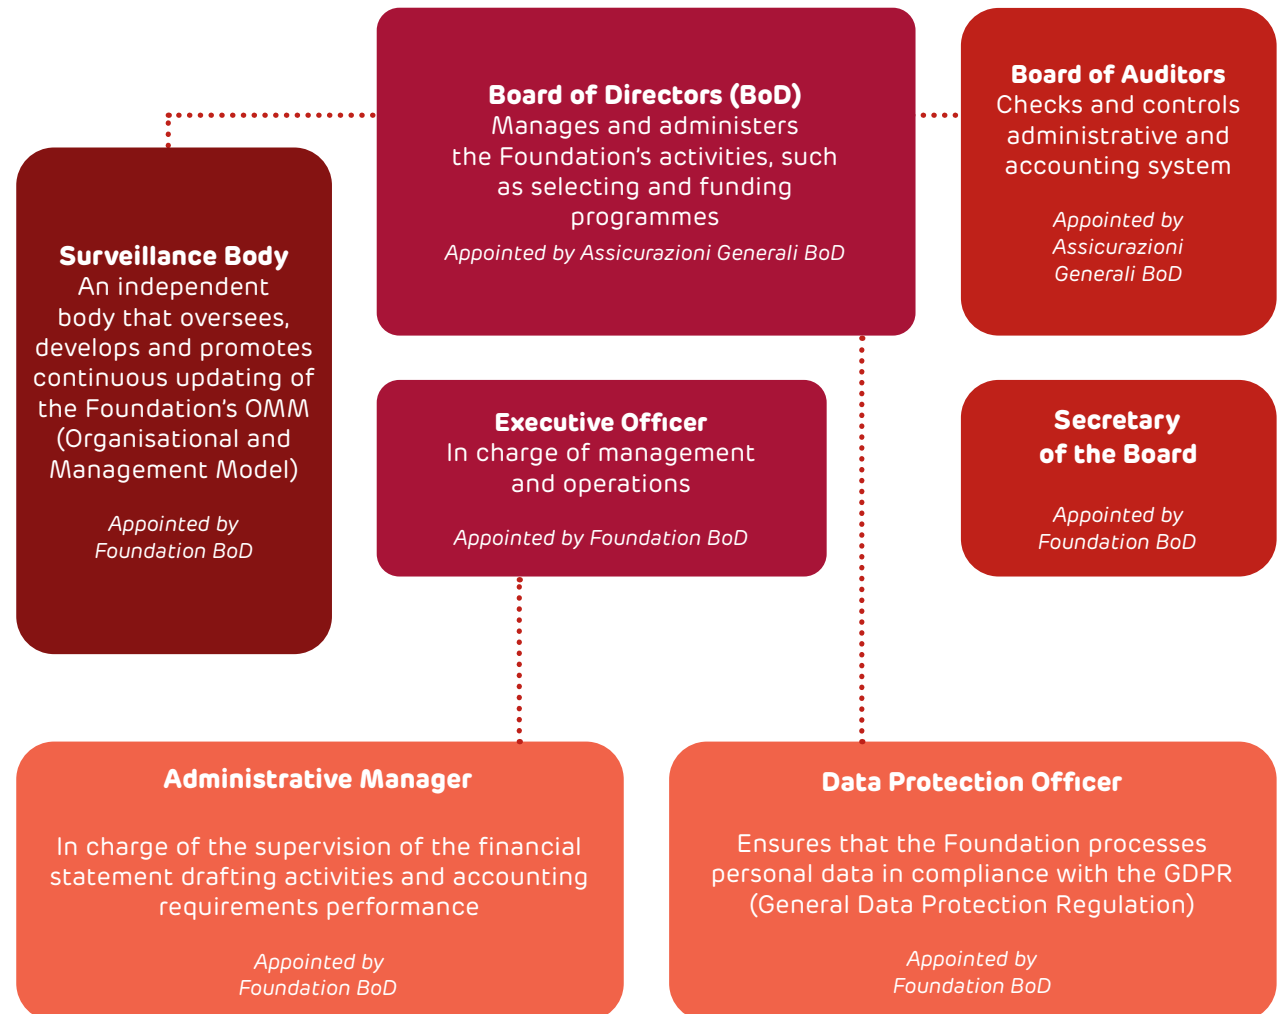 Board of Directors (BoD)
Manages and administers
the Foundation's activities, such
as selecting and funding
programmes
Appointed by Assicurazioni Generali BoD
Board of Auditors
Checks and controls
administrative and
accounting system
Appointed by
Assicurazioni
Generali BoD
Surveillance Body
An independent
body that oversees,
develops and promotes
continuous updating of
the Foundation's OMM
(Organisational and
Management Model)
Appointed by
Foundation BoD
Executive Officer
In charge of management
and operations
Appointed by Foundation BoD
Secretary
of the Board
Appointed by
Foundation BoD
Administrative Manager
In charge of the supervision of the financial
statement drafting activities and accounting
requirements performance
Appointed by
Foundation BoD
Data Protection Officer
Ensures that the Foundation processes
personal data in compliance with the GDPR
(General Data Protection Regulation)
Appointed by
Foundation BoD